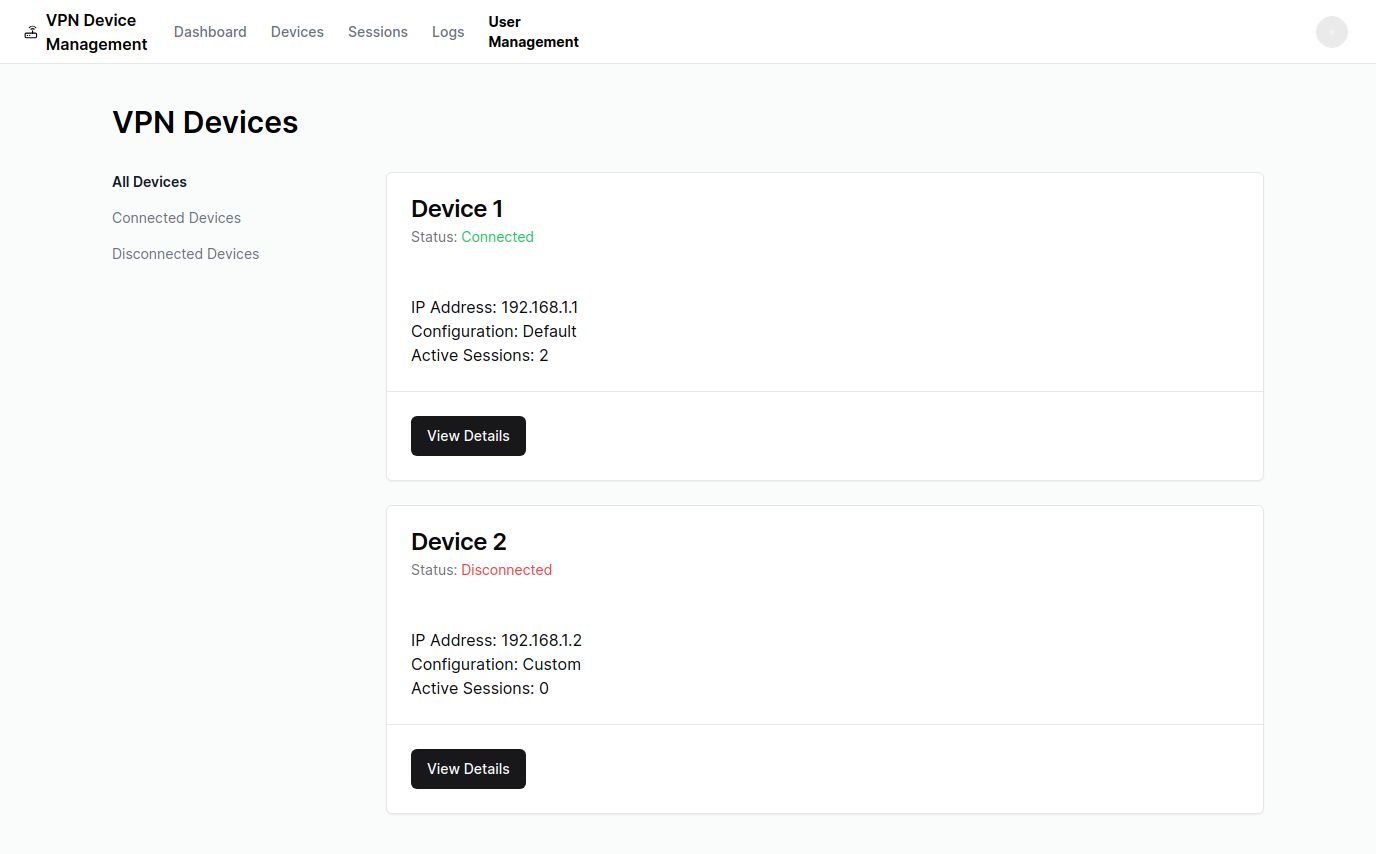 VPN Device
Management
Dashboard
Devices
Sessions
Logs
User
Management
VPN Devices
All Devices
Connected Devices
Disconnected Devices
Device 1
Status: Connected
IP Address: 192.168.1.1
Configuration: Default
Active Sessions: 2
View Details
Device 2
Status: Disconnected
IP Address: 192.168.1.2
Configuration: Custom
Active Sessions: 0
View Details